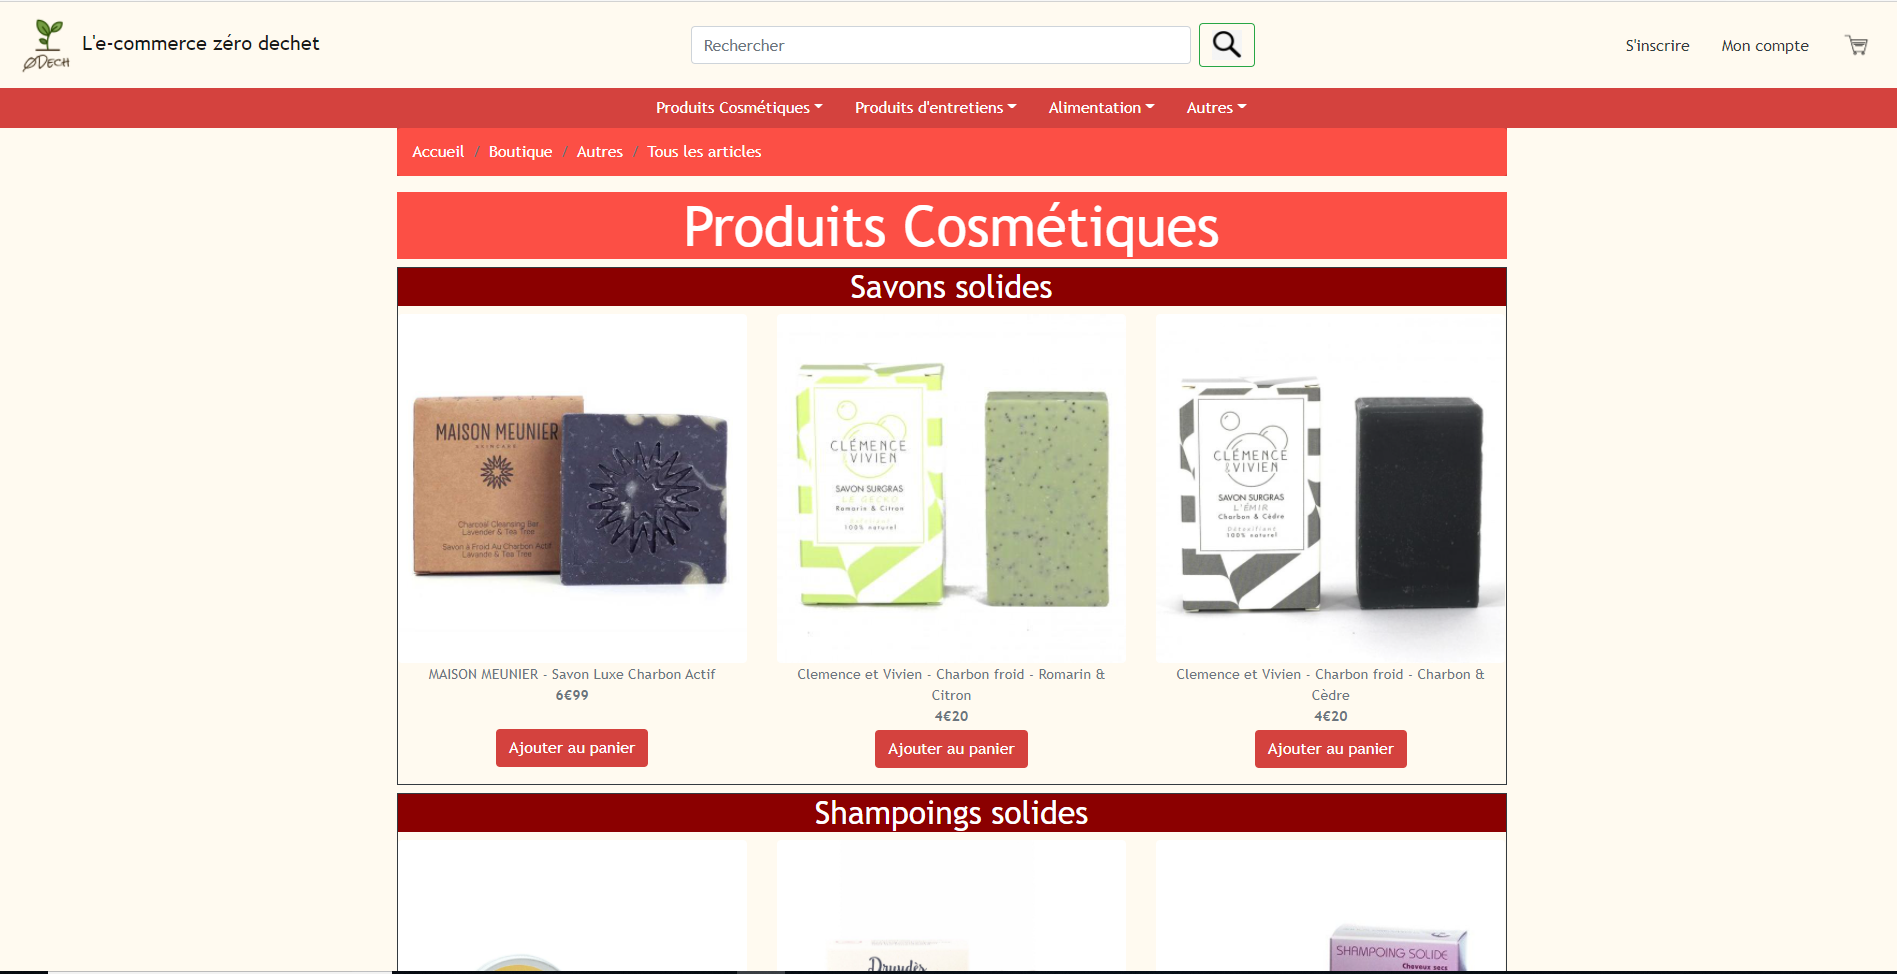 L'e-commerce zéro dechet
ØDECH
Rechercher
S'inscrire
Mon compte
Produits Cosmétiques
Produits d'entretiens
Alimentation
Autres
Accueil / Boutique / Autres / Tous les articles
Produits Cosmétiques
Savons solides
MAISON MEUNIER
SKINCARE
Charcoal Cleansing Bar
Lavender & Tea Tree
Savon à Froid Au Charbon Actif
Lavande & Tea Tree
CLÉMENCE
&VIVIEN
SAVON SURGRAS
LE GECKO
Romarin & Citron
100% naturel
CLÉMENCE
&VIVIEN
SAVON SURGRAS
L'ÉMIR
Charbon & Cèdre
Détoxifiant
100% naturel
MAISON MEUNIER - Savon Luxe Charbon Actif
6€99
Ajouter au panier
Clemence et Vivien - Charbon froid - Romarin &
Citron
4€20
Ajouter au panier
Clemence et Vivien - Charbon froid - Charbon &
Cèdre
4€20
Ajouter au panier
Shampoings solides
Druydès
SHAMPOING SOLIDE
Cheveux secs